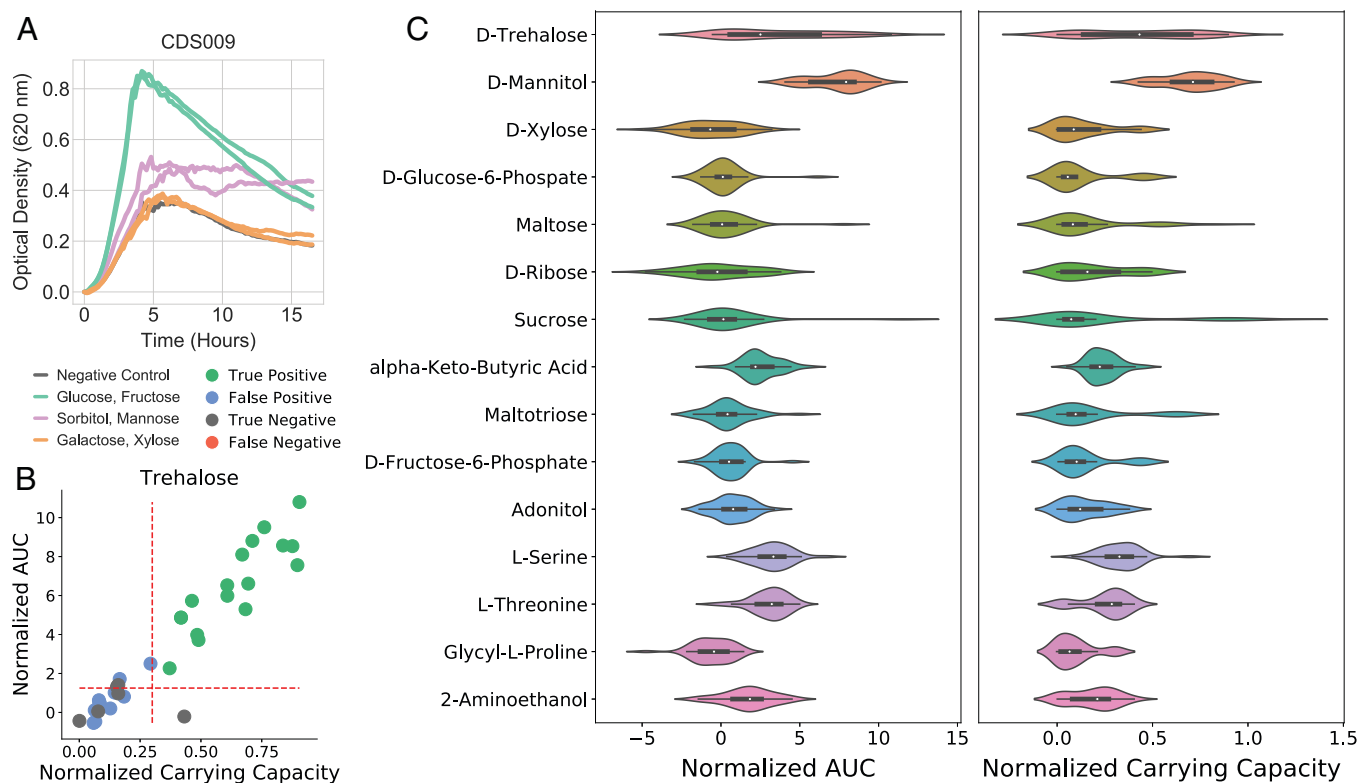 A
CDS009
Optical Density (620 nm)
0.8
0.6
0.4
0.2
0.0
0
5
10
15
Time (Hours)
Negative Control
Glucose, Fructose
Sorbitol, Mannose
Galactose, Xylose
True Positive
False Positive
True Negative
False Negative
B
Trehalose
Normalized AUC
10
8
6
4
2
0
0.00
0.25
0.50
0.75
Normalized Carrying Capacity
C
D-Trehalose
D-Mannitol
D-Xylose
D-Glucose-6-Phospate
Maltose
D-Ribose
Sucrose
alpha-Keto-Butyric Acid
Maltotriose
D-Fructose-6-Phosphate
Adonitol
L-Serine
L-Threonine
Glycyl-L-Proline
2-Aminoethanol
−5
0
5
10
15
Normalized AUC
0.0
0.5
1.0
1.5
Normalized Carrying Capacity